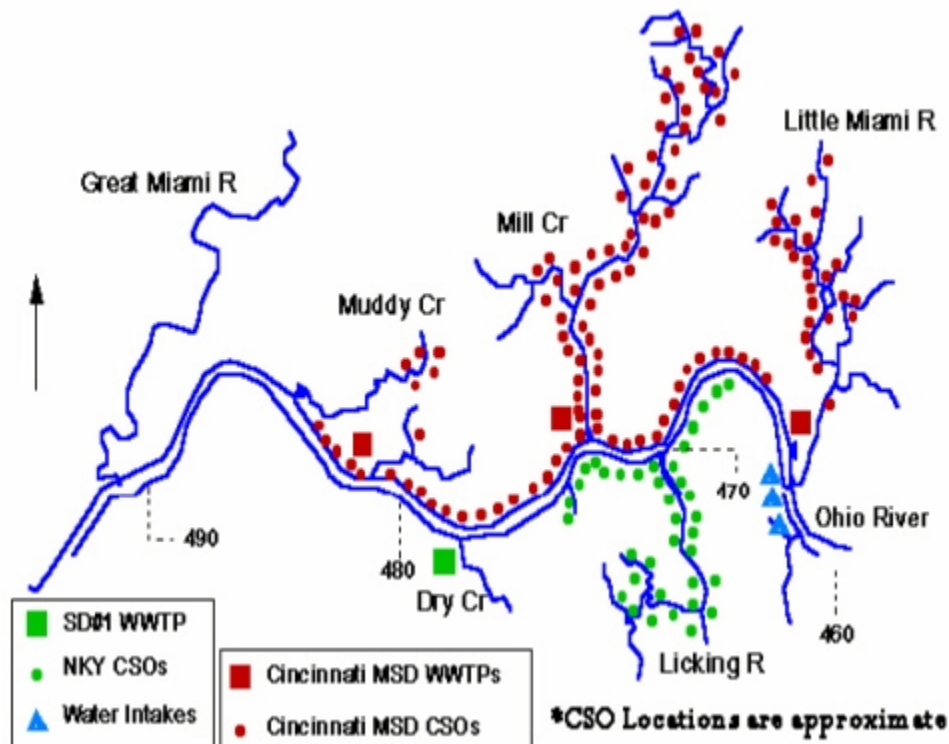 Little Miami R
Great Miami R
Mill Cr
Muddy Cr
470
Ohio River
490
480
Dry Cr
460
Licking R
SD#1 WWTP
NKY CSOs
Water Intakes
Cincinnati MSD WWTPs
Cincinnati MSD CSOs
*CSO Locations are approximate